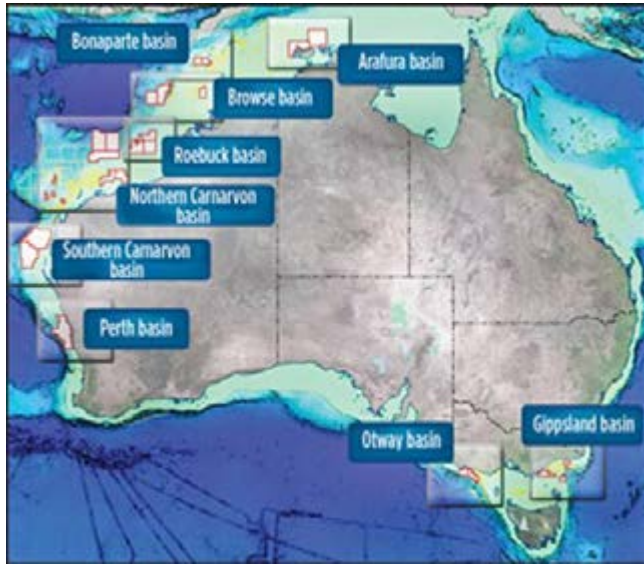 Bonaparte basin
Arafura basin
Browse basin
Roebuck basin
Northern Carnarvon
basin
Southern Carnarvon
basin
Perth basin
Otway basin
Gippsland basin